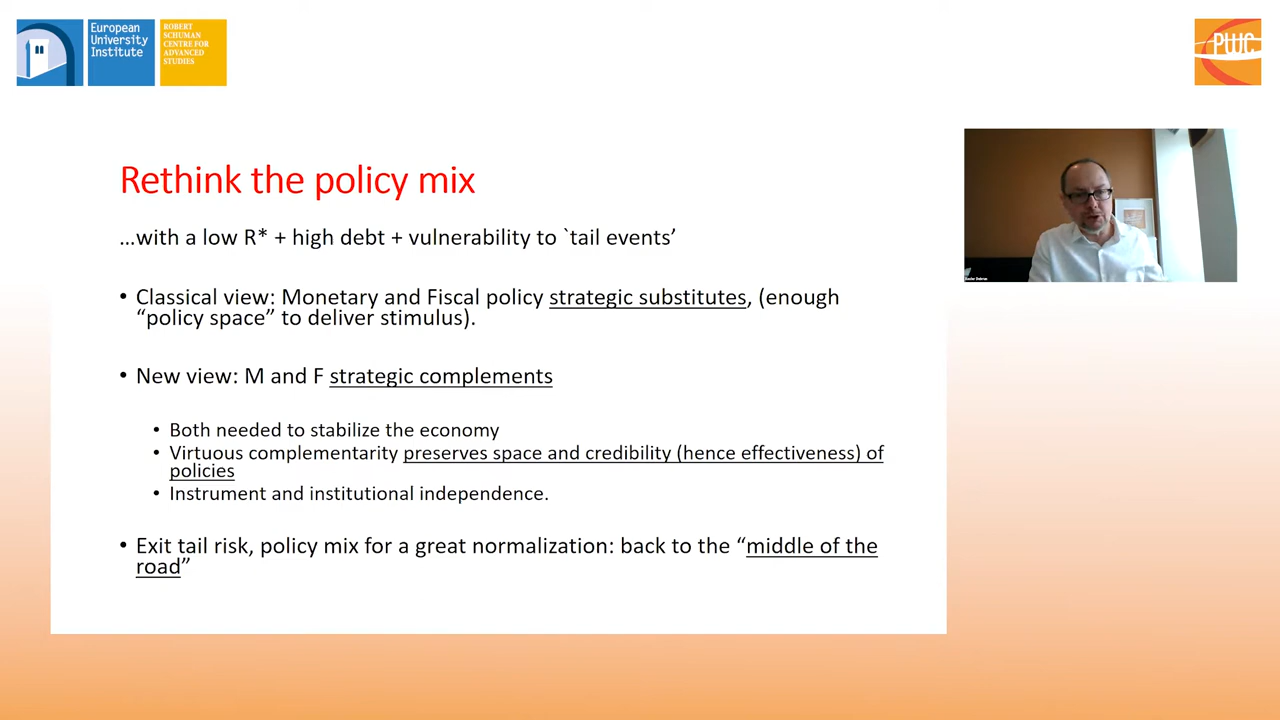 European
University
Institute
ROBERT
SCHUMAN
CENTRE FOR
ADVANCED
STUDIES
PWC
Rethink the policy mix
…with a low R* + high debt + vulnerability to `tail events’
• Classical view: Monetary and Fiscal policy strategic substitutes, (enough
“policy space” to deliver stimulus).
• New view: M and F strategic complements
• Both needed to stabilize the economy
• Virtuous complementarity preserves space and credibility (hence effectiveness) of
policies
• Instrument and institutional independence.
• Exit tail risk, policy mix for a great normalization: back to the “middle of the
road”
Xavier Debrun